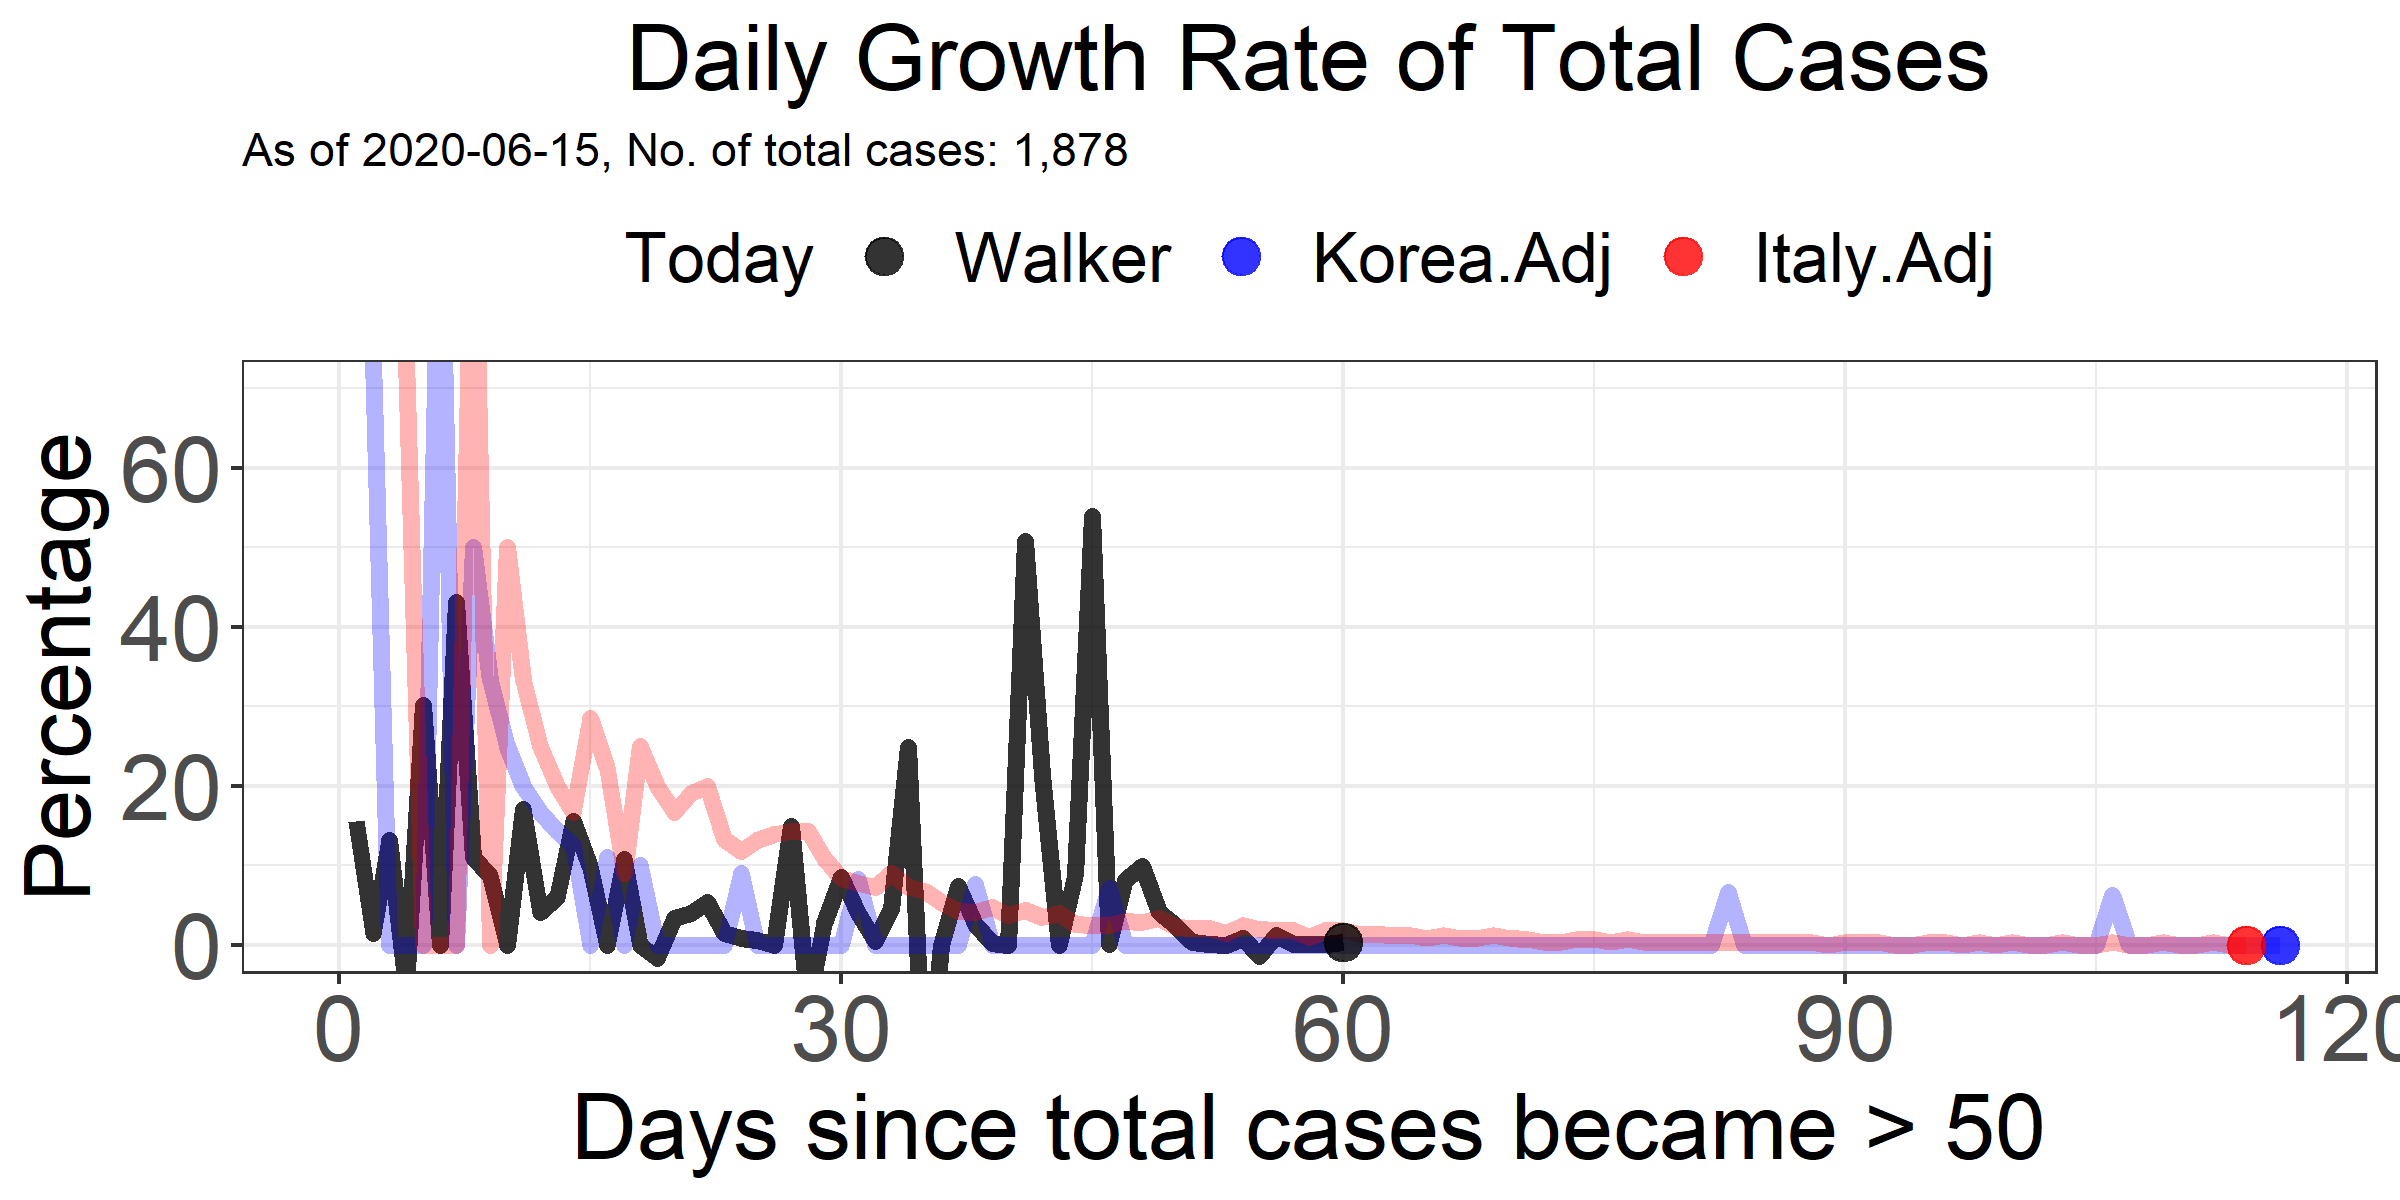 Daily Growth Rate of Total Cases
As of 2020-06-15, No. of total cases: 1,878
Today Walker Korea.Adj Italy.Adj
Percentage
60
40
20
0
0 30 60 90 120
Days since total cases became > 50